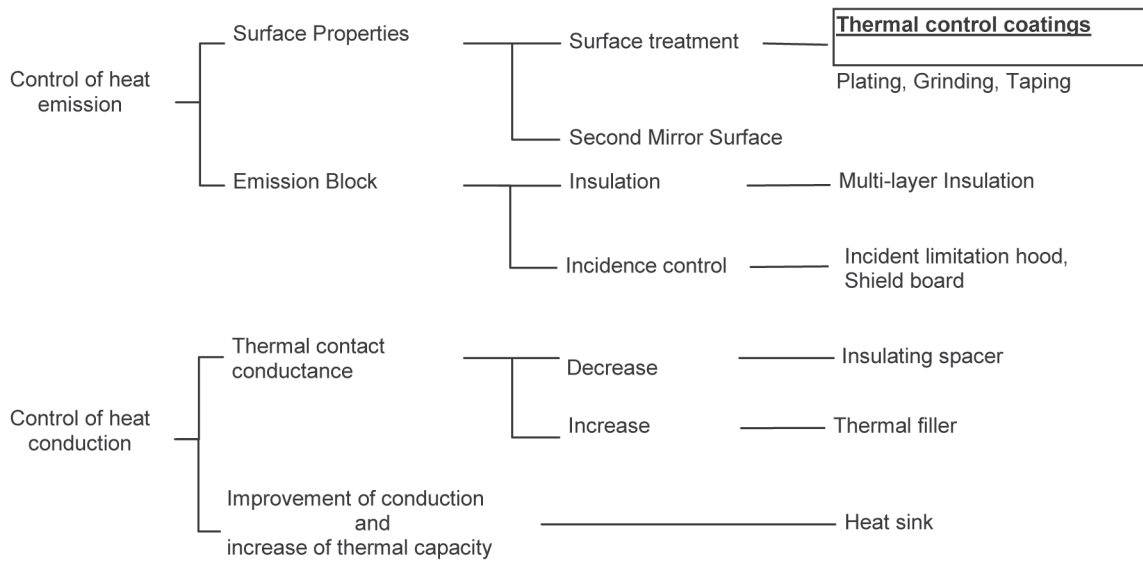 Surface Properties
Surface treatment
Thermal control coatings
Control of heat
emission
Plating, Grinding, Taping
Second Mirror Surface
Emission Block
Insulation
Multi-layer Insulation
Incidence control
Incident limitation hood,
Shield board
Thermal contact
conductance
Decrease
Insulating spacer
Control of heat
conduction
Increase
Thermal filler
Improvement of conduction
and
increase of thermal capacity
Heat sink